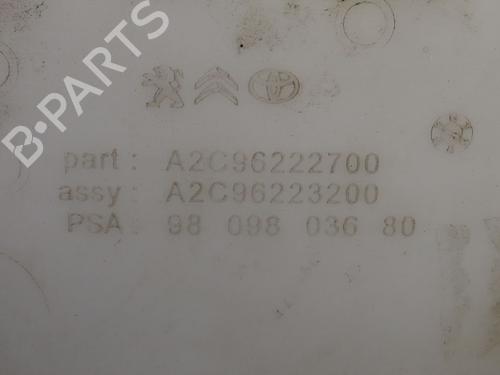 B-PARTS
part : A2C96222700
assy : A2C96223200
PSA : 98 098 036 80